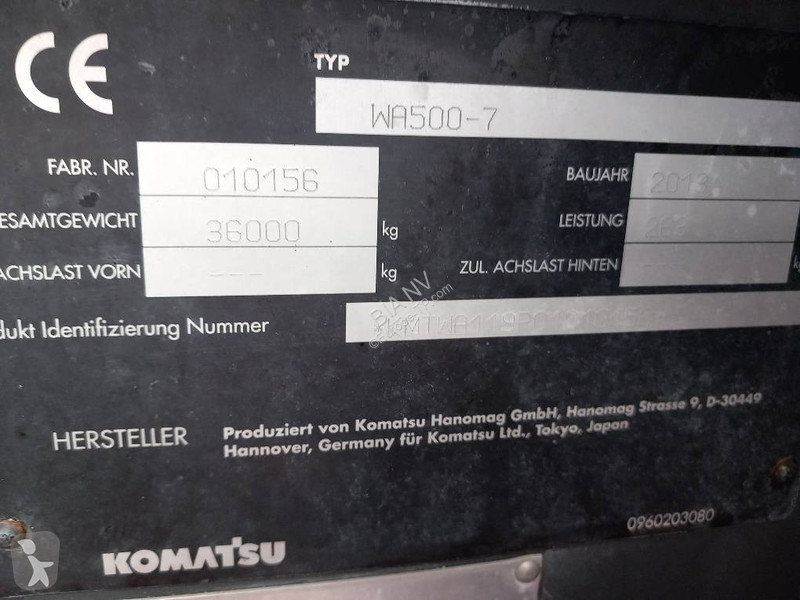 CE
TYP
WA500-7
FABR. NR. 010156 BAUJAHR 2013
ESAMTGEWICHT 36000 kg LEISTUNG
ACHSLAST VORN --- kg ZUL. ACHSLAST HINTEN
dukt Identifizierung Nummer
HERSTELLER Produziert von Komatsu Hanomag GmbH, Hanomag Strasse 9, D-30449
Hannover, Germany für Komatsu Ltd., Tokyo, Japan
0960203080
KOMATSU